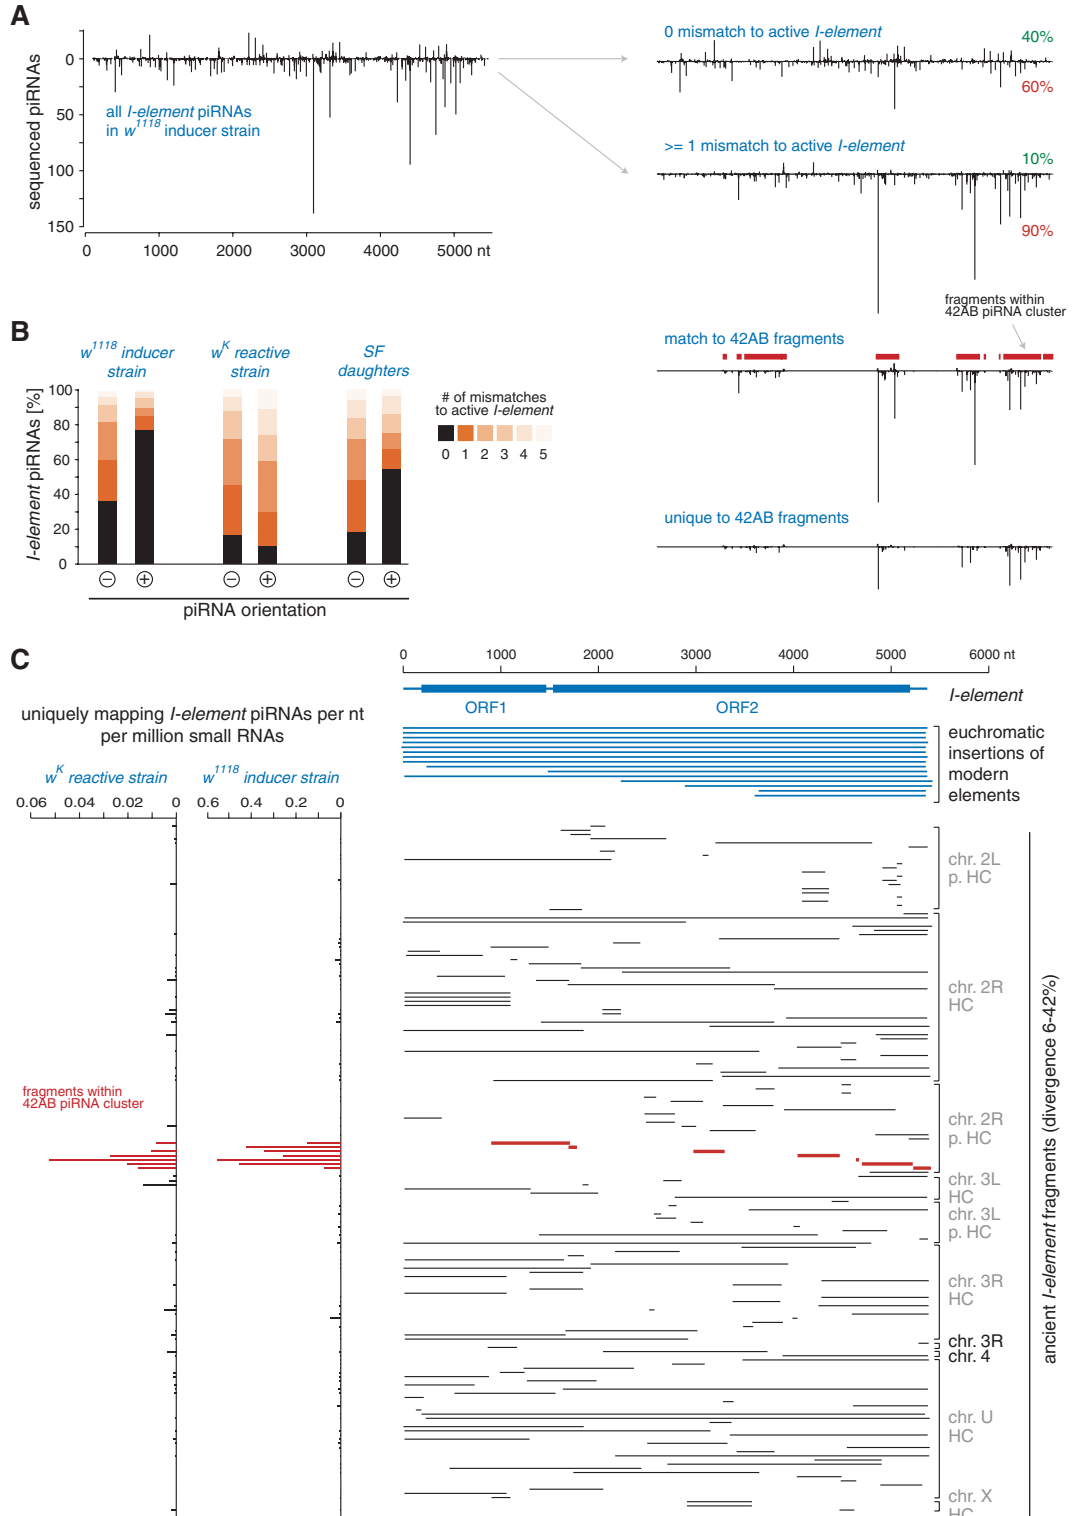 A
sequenced piRNAs
0
50
100
150
0 1000 2000 3000 4000 5000 nt
all I-element piRNAs
in w1118 inducer strain
0 mismatch to active I-element
40%
60%
>= 1 mismatch to active I-element
10%
90%
fragments within
42AB piRNA cluster
match to 42AB fragments
unique to 42AB fragments
B
w1118 inducer
strain
wK reactive
strain
SF
daughters
I-element piRNAs [%]
100
80
60
40
20
0
− + − + − +
piRNA orientation
# of mismatches
to active I-element
0 1 2 3 4 5
C
0 1000 2000 3000 4000 5000 6000 nt
I-element
ORF1 ORF2
uniquely mapping I-element piRNAs per nt
per million small RNAs
wK reactive strain w1118 inducer strain
0.06 0.04 0.02 0 0.6 0.4 0.2 0
euchromatic
insertions of
modern
elements
chr. 2L
p. HC
chr. 2R
HC
fragments within
42AB piRNA cluster
chr. 2R
p. HC
chr. 3L
HC
chr. 3L
p. HC
chr. 3R
HC
chr. 3R
chr. 4
chr. U
HC
chr. X
HC
ancient I-element fragments (divergence 6-42%)